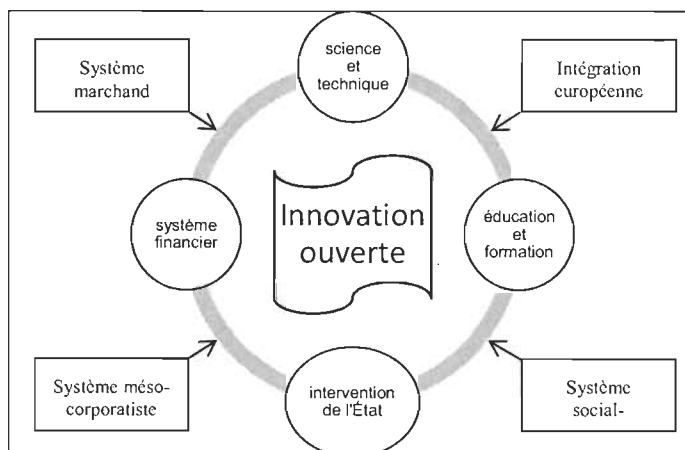 science et
technique
Système
marchand
Intégration
européenne
système
financier
Innovation
ouverte
éducation
et
formation
Système méso-
corporatiste
intervention
de l'État
Système
social-